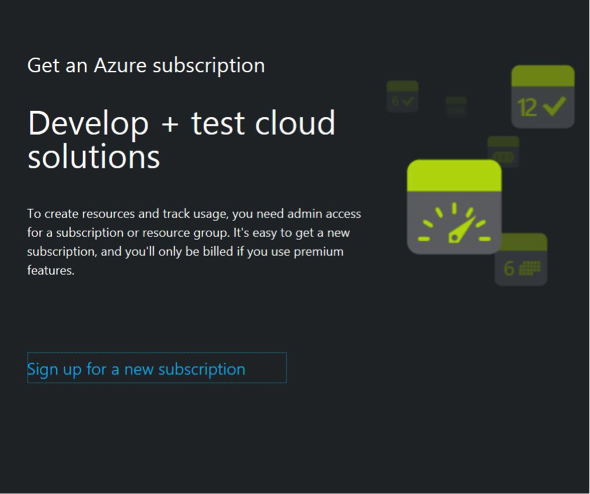 Get an Azure subscription
Develop + test cloud
solutions
To create resources and track usage, you need admin access
for a subscription or resource group. It's easy to get a new
subscription, and you'll only be billed if you use premium
features.
Sign up for a new subscription
6
12
6